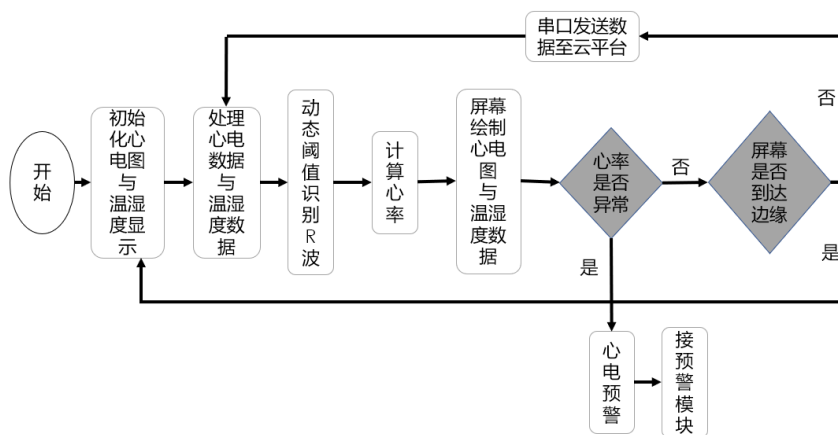 串口发送数
据至云平台
否
开
始
初始
化心
电图
与
温湿
度显
示
处理
心电
数据
与
温湿
度数
据
动
态
阈
值
识
别
R
波
计
算
心
率
屏幕
绘制
心电
图
与
温湿
度数
据
心率
是否
异常
否
屏幕
是否
到达
边缘
是
是
心
电
预
警
接
预
警
模
块